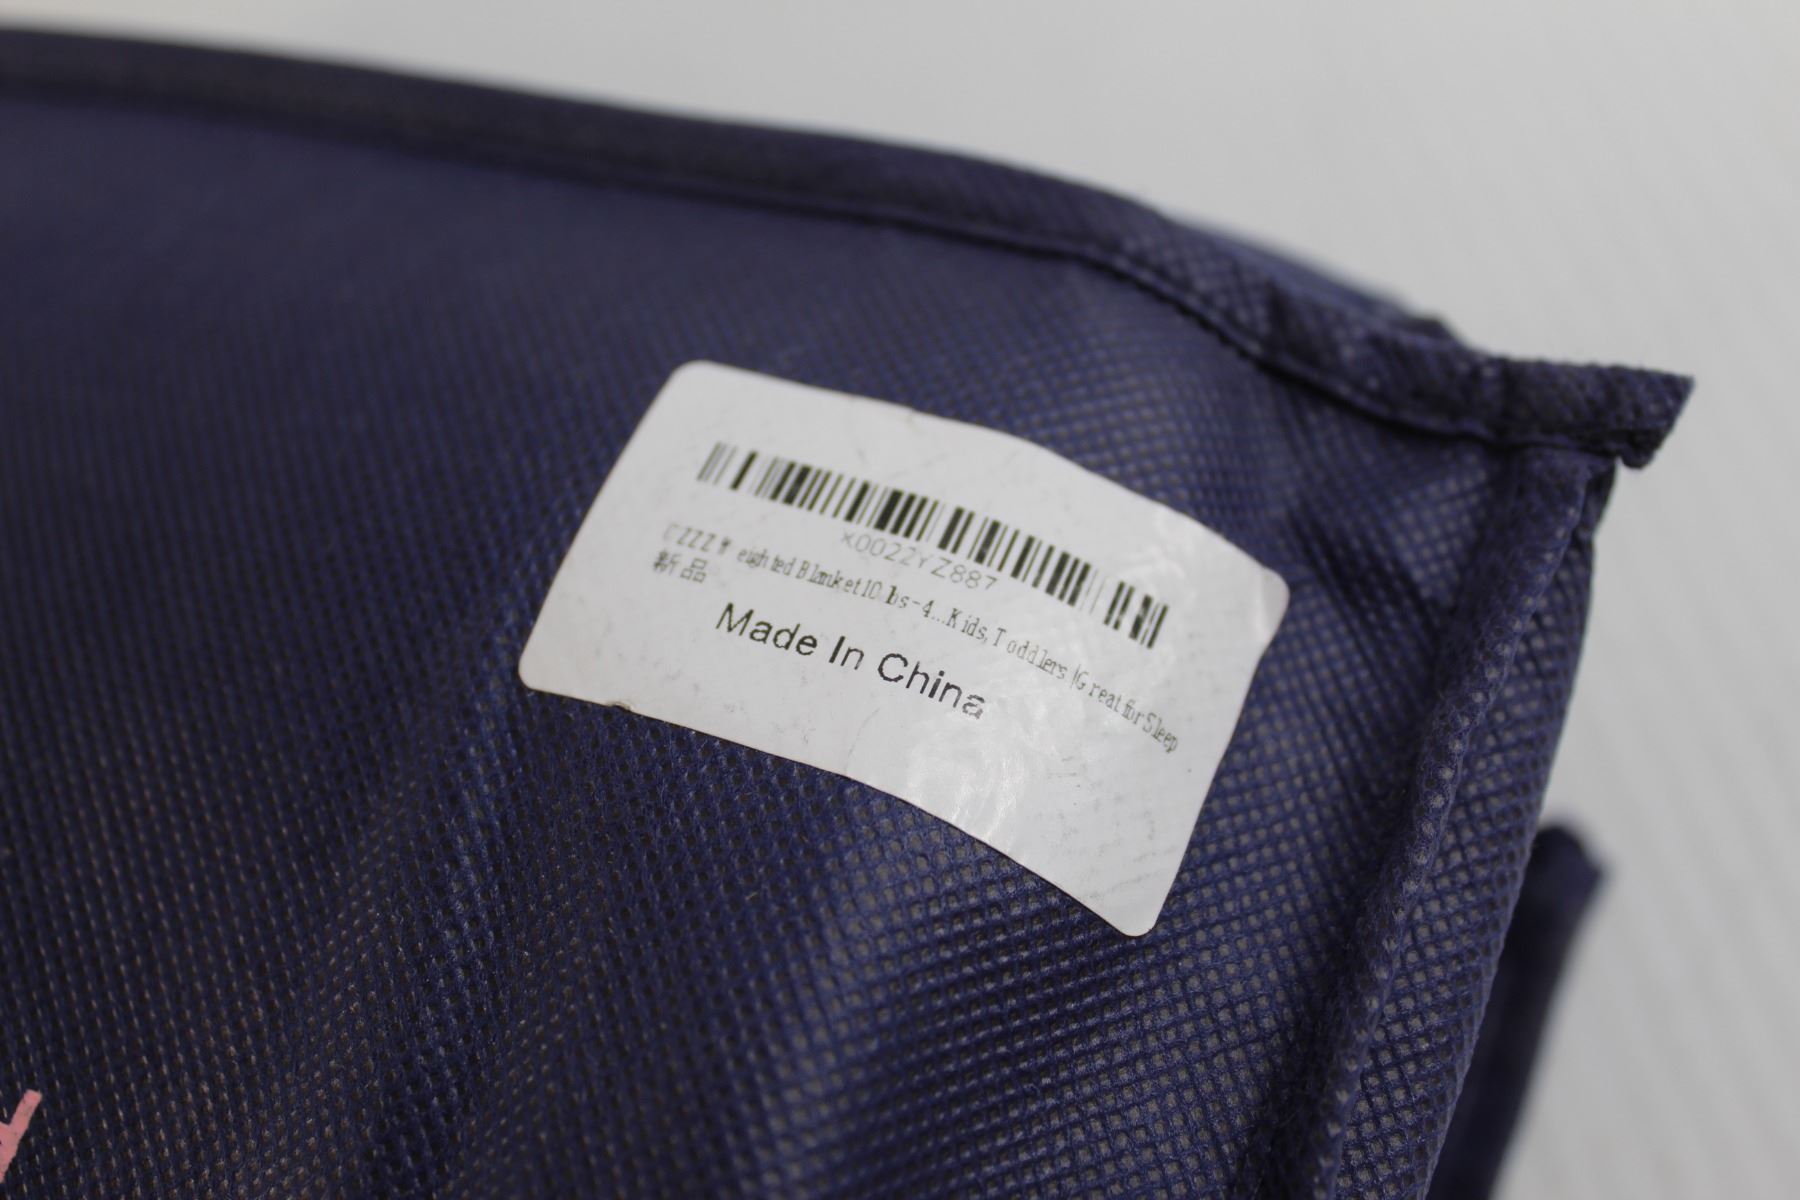 X0022YZ887
CZZZ Weighted Blanket 10 lbs - 4...Kids, Toddlers | Great for Sleep
新品
Made In China